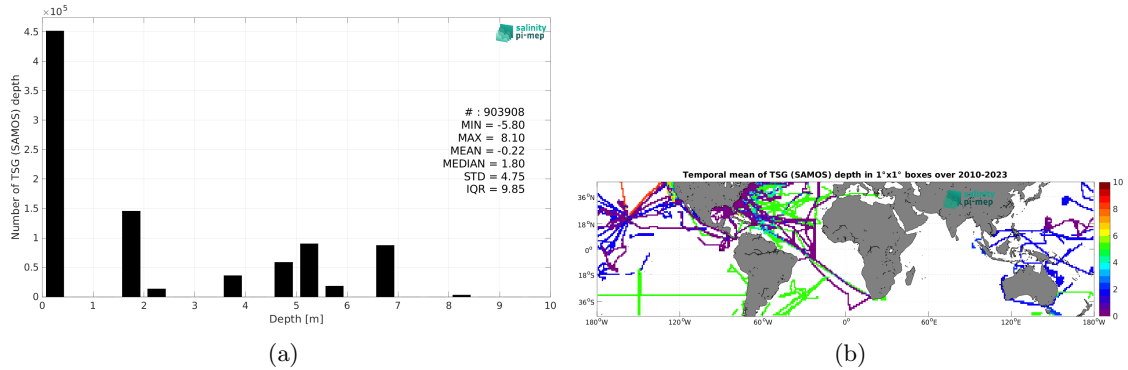 ×10⁵
4.5
4
3.5
3
2.5
2
1.5
1
0.5
0
Number of TSG (SAMOS) depth
salinity
pi-mep
# : 903908
MIN = -5.80
MAX = 8.10
MEAN = -0.22
MEDIAN = 1.80
STD = 4.75
IQR = 9.85
0 1 2 3 4 5 6 7 8 9 10
Depth [m]
(a)
Temporal mean of TSG (SAMOS) depth in 1°x1° boxes over 2010-2023
salinity
pi-mep
36°N
18°N
0°
18°S
36°S
180°W 120°W 60°W 0°W 60°E 120°E 180°E
10
8
6
4
2
0
(b)